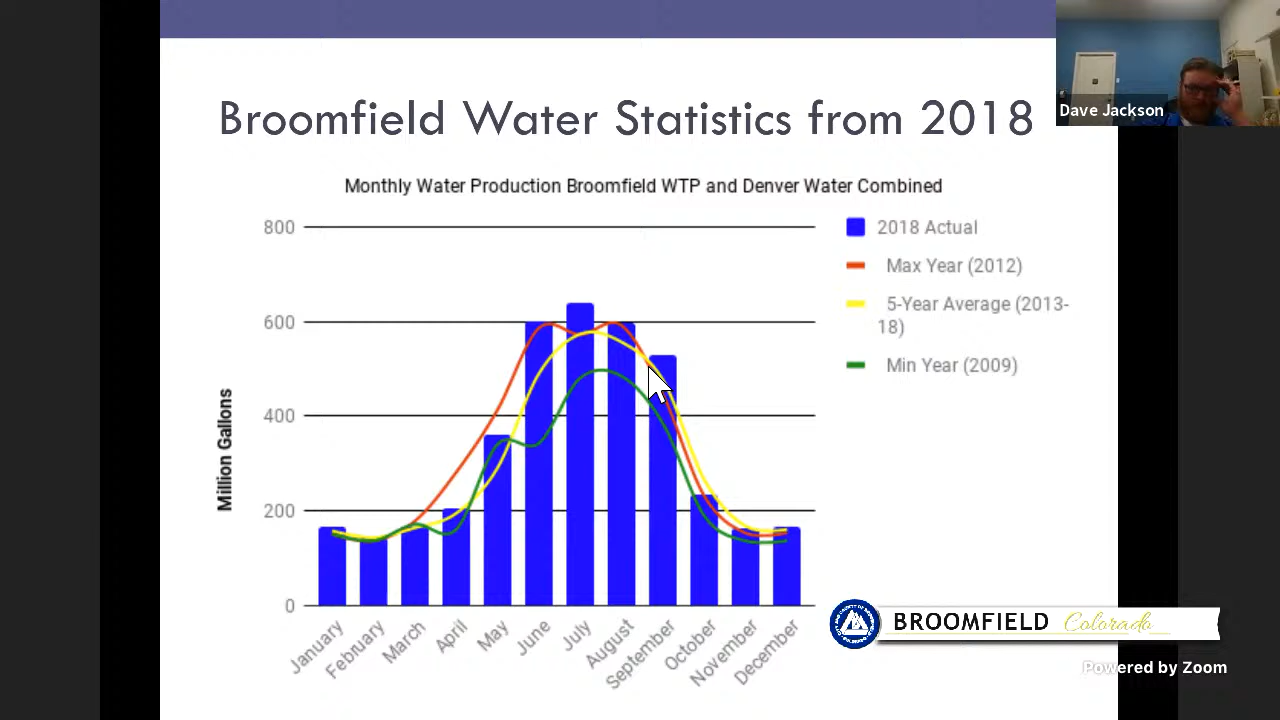 Dave Jackson
Broomfield Water Statistics from 2018
Monthly Water Production Broomfield WTP and Denver Water Combined
800
600
400
200
0
Million Gallons
2018 Actual
Max Year (2012)
5-Year Average (2013-
18)
Min Year (2009)
January
February
March
April
May
June
July
August
September
October
November
December
BROOMFIELD Colorado
Powered by Zoom